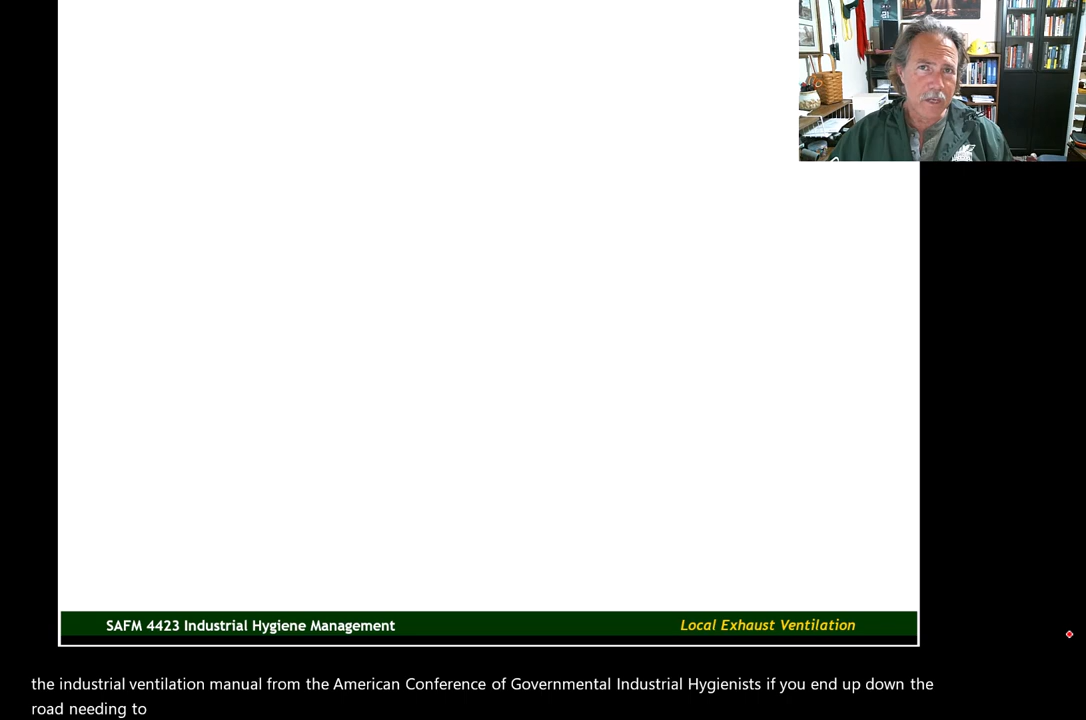 SAFM 4423 Industrial Hygiene Management
Local Exhaust Ventilation
the industrial ventilation manual from the American Conference of Governmental Industrial Hygienists if you end up down the
road needing to